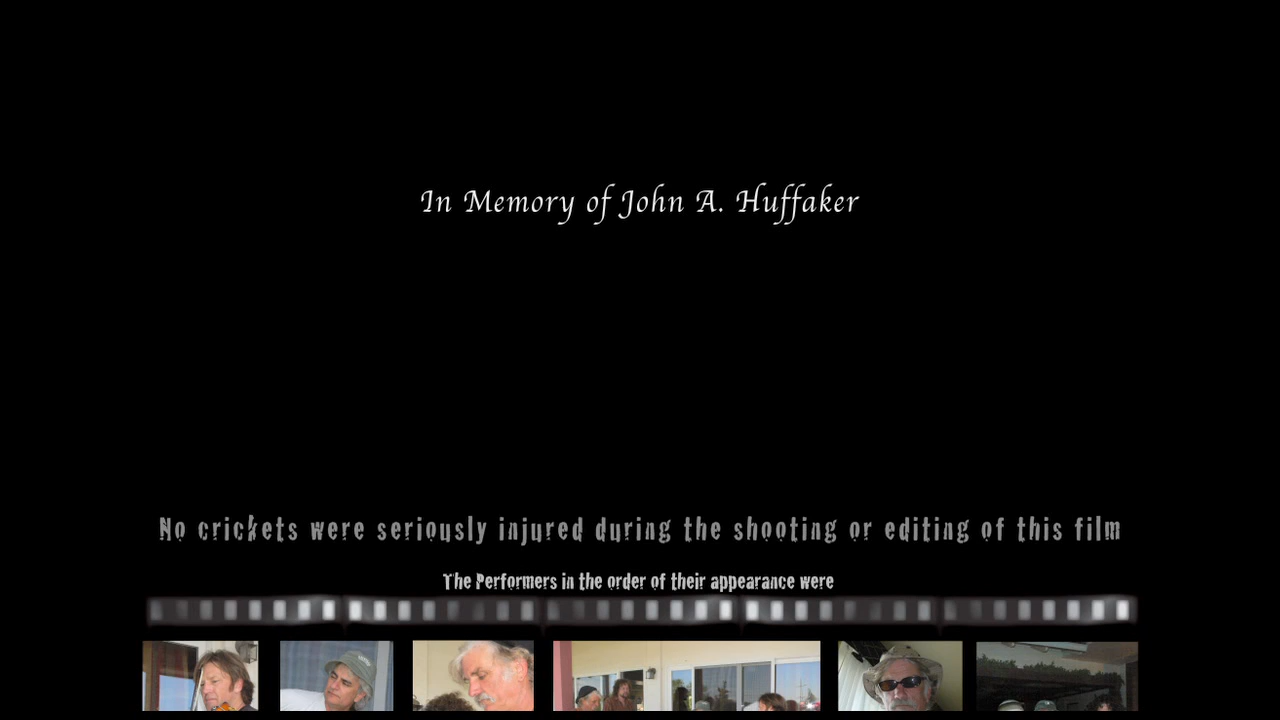 In Memory of John A. Huffaker
No crickets were seriously injured during the shooting or editing of this film
The Performers in the order of their appearance were